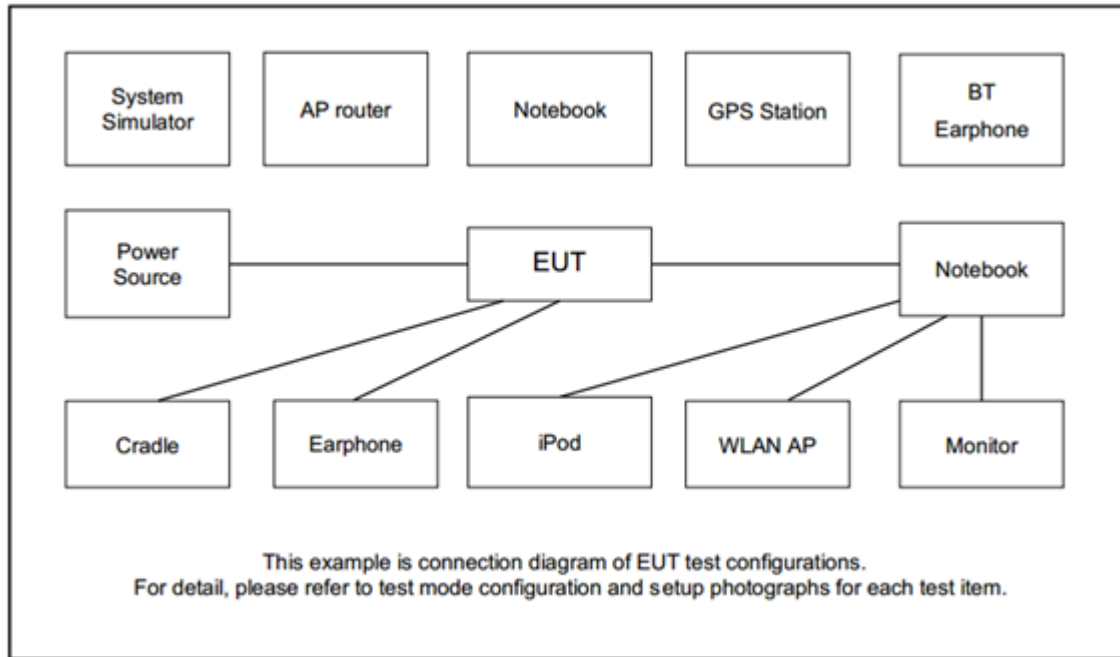 System
Simulator
AP router
Notebook
GPS Station
BT
Earphone
Power
Source
EUT
Notebook
Cradle
Earphone
iPod
WLAN AP
Monitor
This example is connection diagram of EUT test configurations.
For detail, please refer to test mode configuration and setup photographs for each test item.